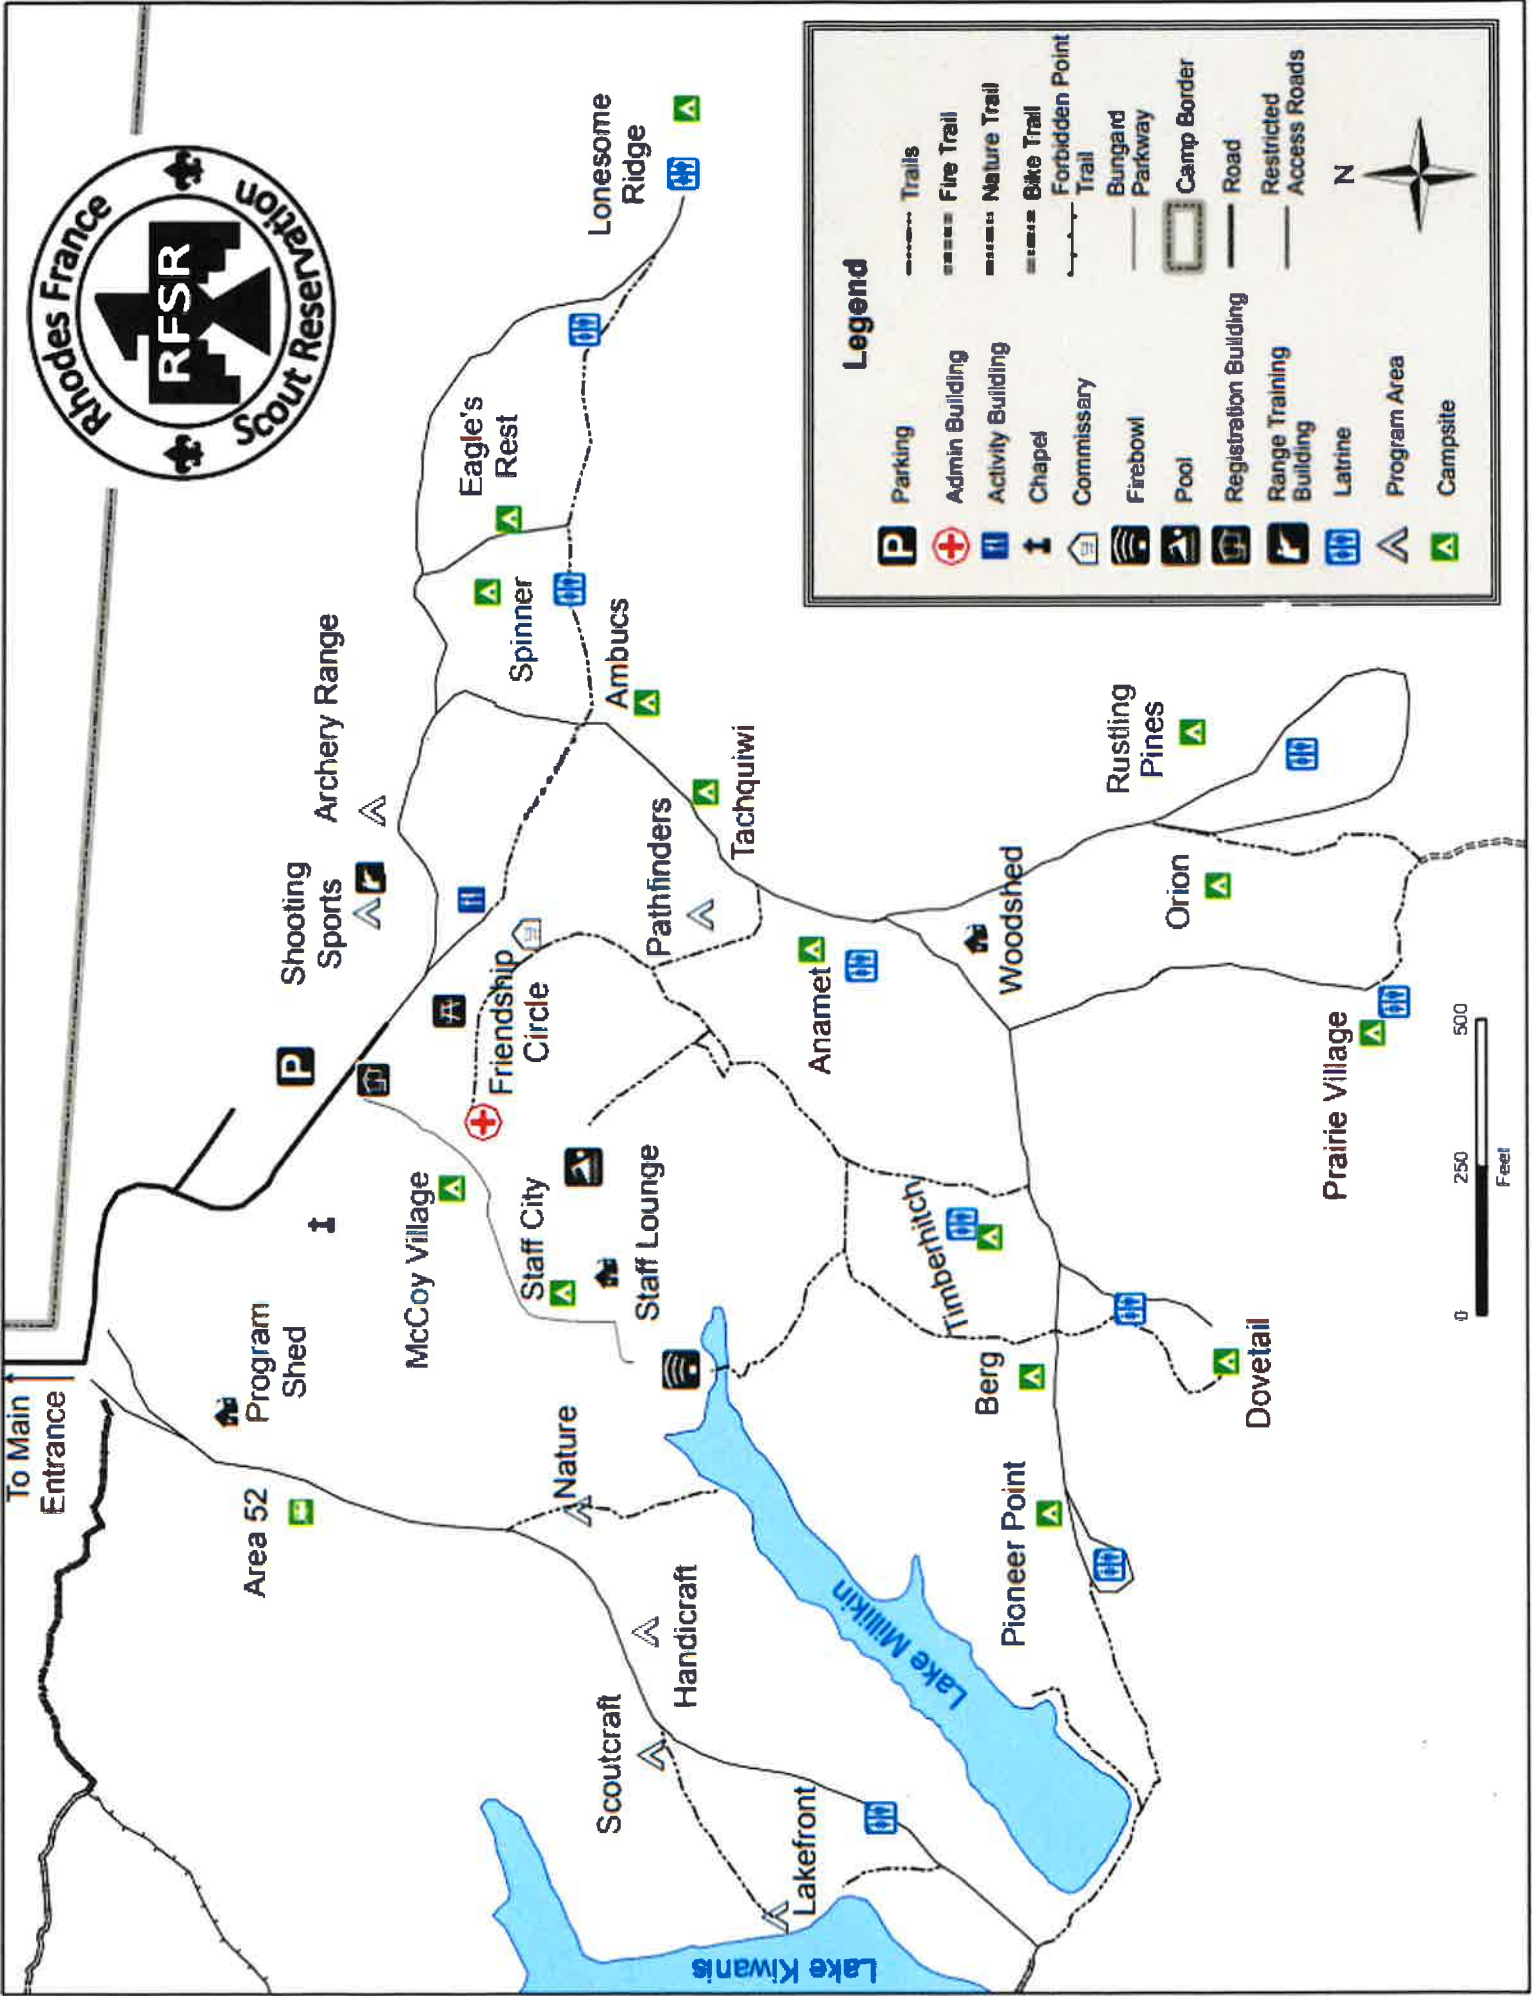 Rhodes France
RFSR
Scout Reservation
To Main
Entrance
Program
Shed
Area 52
McCoy Village
Shooting
Sports
Archery Range
Friendship
Circle
Staff City
Staff Lounge
Nature
Handicraft
Scoutcraft
Lakefront
Lake Kiwanis
Lake Millikin
Pathfinders
Tachquiwi
Ambucs
Spinner
Eagle's
Rest
Lonesome
Ridge
Anamet
Woodshed
Timberhitch
Berg
Pioneer Point
Dovetail
Prairie Village
Orion
Rustling
Pines
P
Legend
P
Parking
Admin Building
Activity Building
Chapel
Commissary
Firebowl
Pool
Registration Building
Range Training
Building
Latrine
Program Area
Campsite
Trails
Fire Trail
Nature Trail
Bike Trail
Forbidden Point
Trail
Bungard
Parkway
Camp Border
Road
Restricted
Access Roads
N
0 250 500
Feet